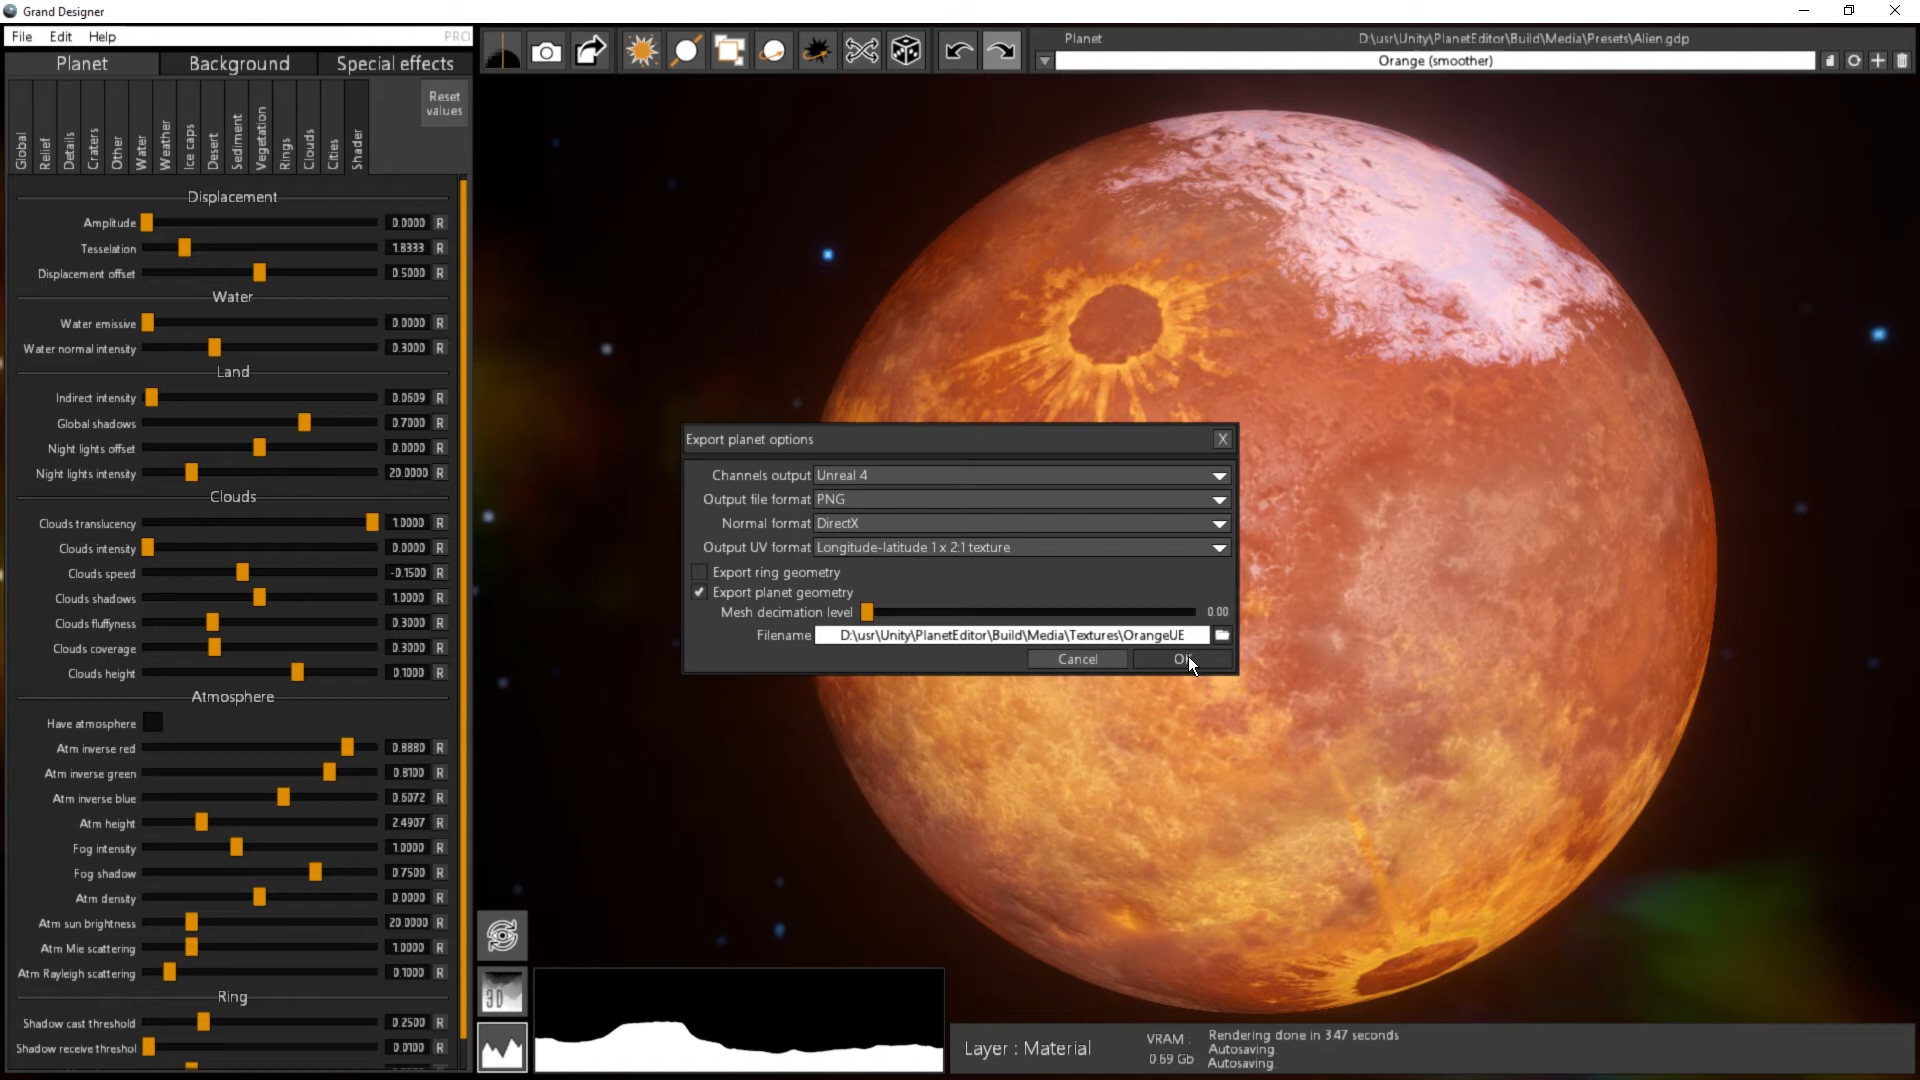 Grand Designer
File Edit Help PRO
Planet Background Special effects
Planet D:\usr\Unity\PlanetEditor\Build\Media\Presets\Alien.gdp
Orange (smoother)
Global Relief Details Craters Other Water Weather Ice caps Desert Sediment Vegetation Rings Clouds Cities Shader
Reset
values
Displacement
Amplitude 0.0000 R
Tesselation 1.8333 R
Displacement offset 0.5000 R
Water
Water emissive 0.0000 R
Water normal intensity 0.3000 R
Land
Indirect intensity 0.0609 R
Global shadows 0.7000 R
Night lights offset 0.0000 R
Night lights intensity 20.0000 R
Clouds
Clouds translucency 1.0000 R
Clouds intensity 0.0000 R
Clouds speed -0.1500 R
Clouds shadows 1.0000 R
Clouds fluffyness 0.3000 R
Clouds coverage 0.3000 R
Clouds height 0.1000 R
Atmosphere
Have atmosphere
Atm inverse red 0.8880 R
Atm inverse green 0.8100 R
Atm inverse blue 0.6072 R
Atm height 2.4907 R
Fog intensity 1.0000 R
Fog shadow 0.7500 R
Atm density 0.0000 R
Atm sun brightness 20.0000 R
Atm Mie scattering 1.0000 R
Atm Rayleigh scattering 0.1000 R
Ring
Shadow cast threshold 0.2500 R
Shadow receive threshol 0.0100 R
Export planet options X
Channels output Unreal 4
Output file format PNG
Normal format DirectX
Output UV format Longitude-latitude 1 x 2:1 texture
Export ring geometry
Export planet geometry
Mesh decimation level 0.00
Filename D:\usr\Unity\PlanetEditor\Build\Media\Textures\OrangeUE
Cancel OK
3D
Layer : Material
VRAM :
0.69 Gb
Rendering done in 3.47 seconds
Autosaving.
Autosaving.